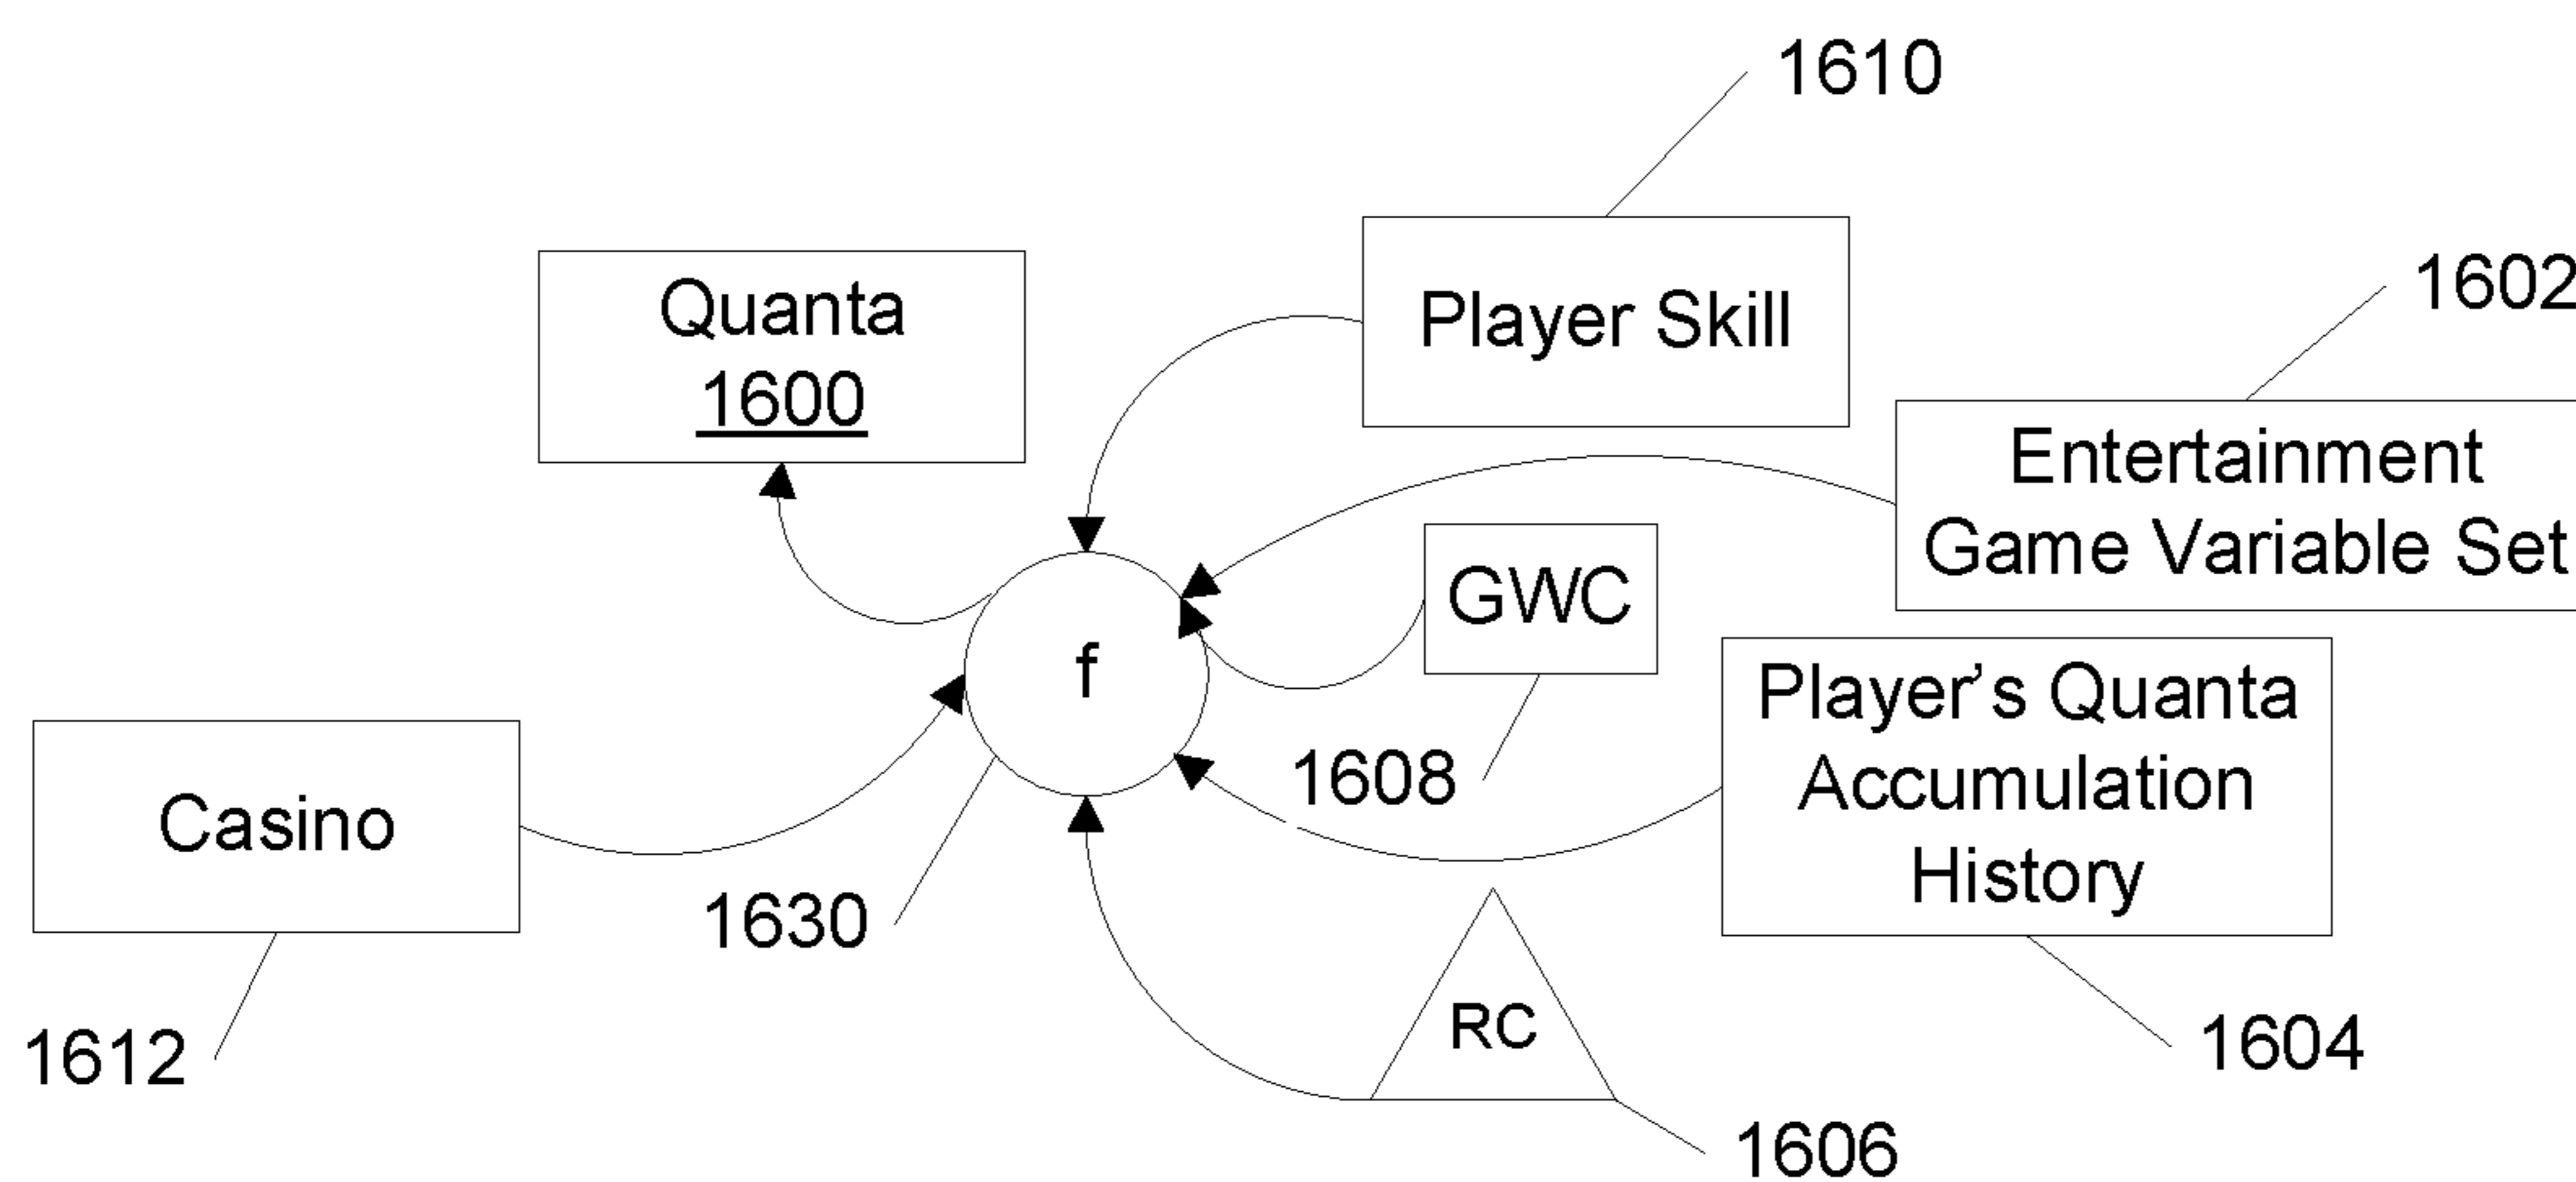 1610
1602
Quanta
1600
Player Skill
Entertainment
Game Variable Set
GWC
f
Player’s Quanta
Accumulation
History
1608
Casino
1630
RC
1612
1604
1606